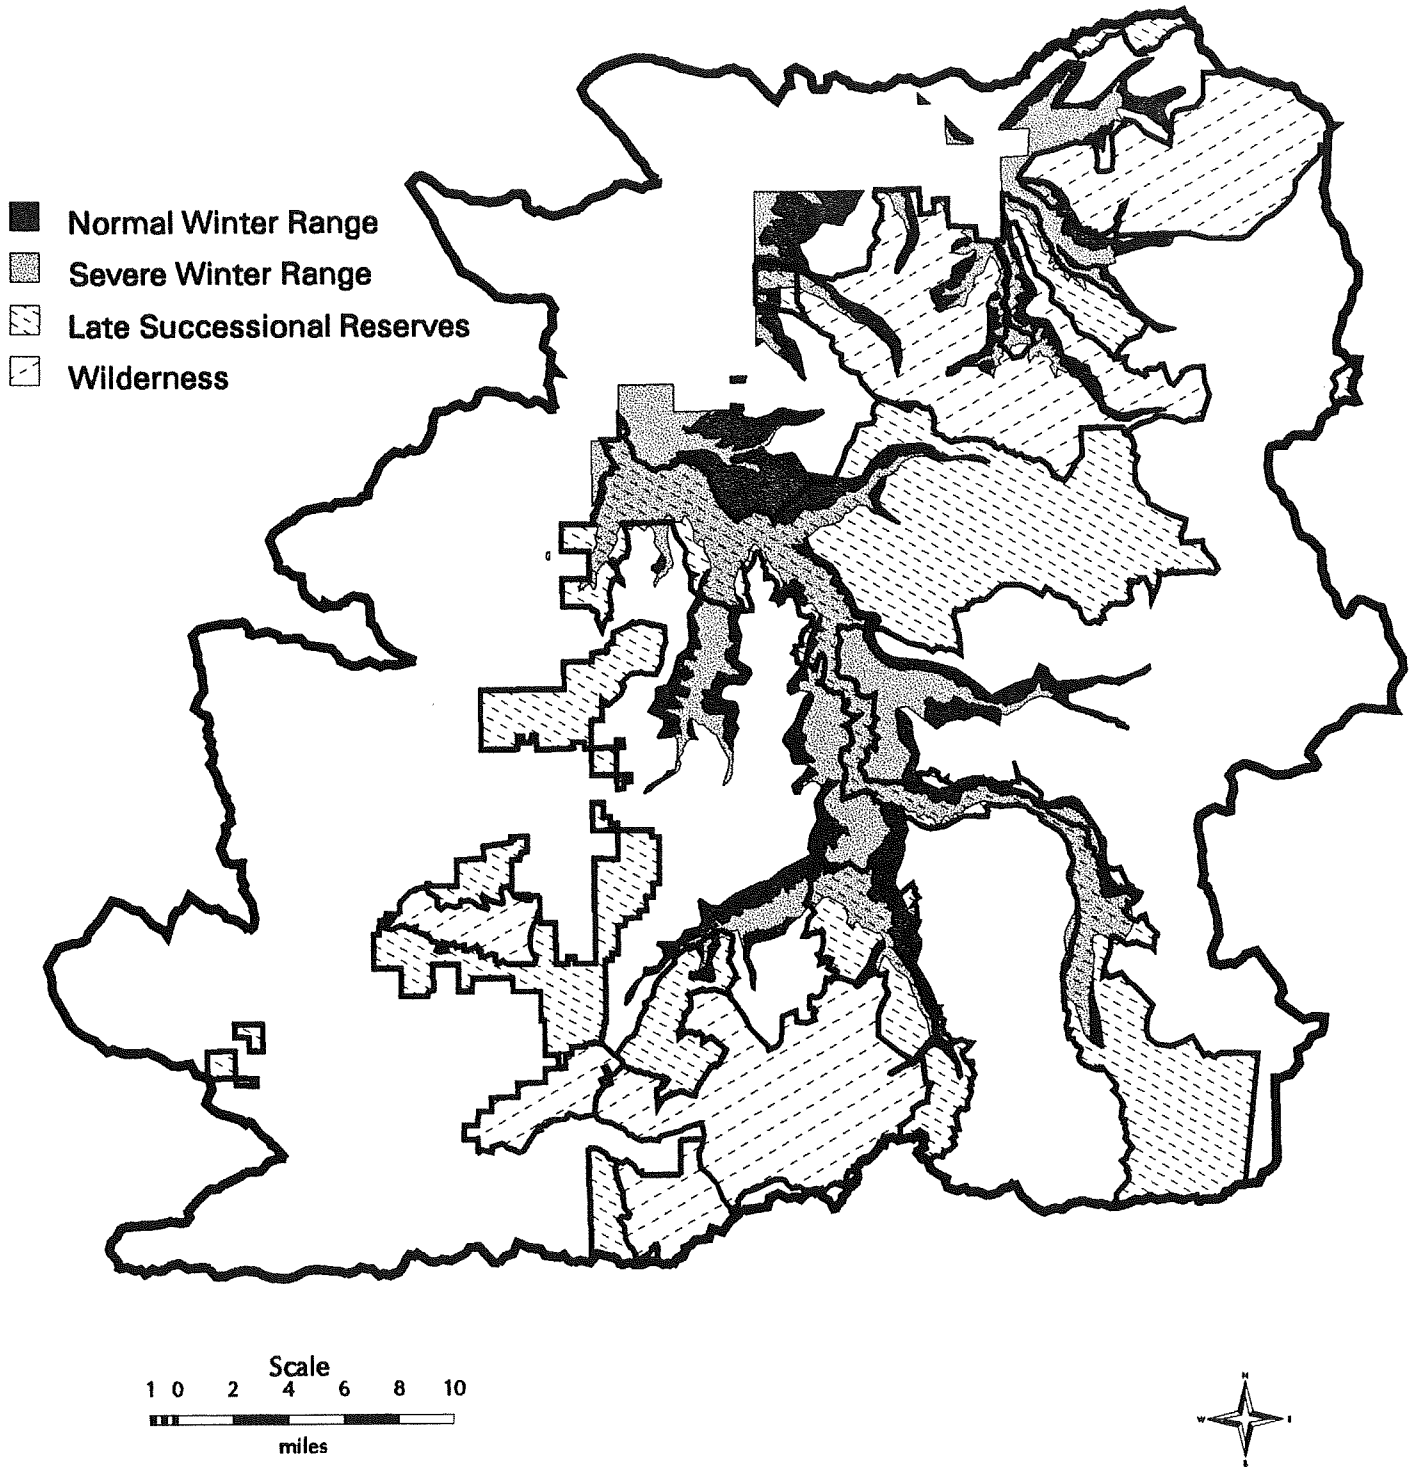 Normal Winter Range
Severe Winter Range
Late Successional Reserves
Wilderness
Scale
1 0 2 4 6 8 10
miles
N
W
S